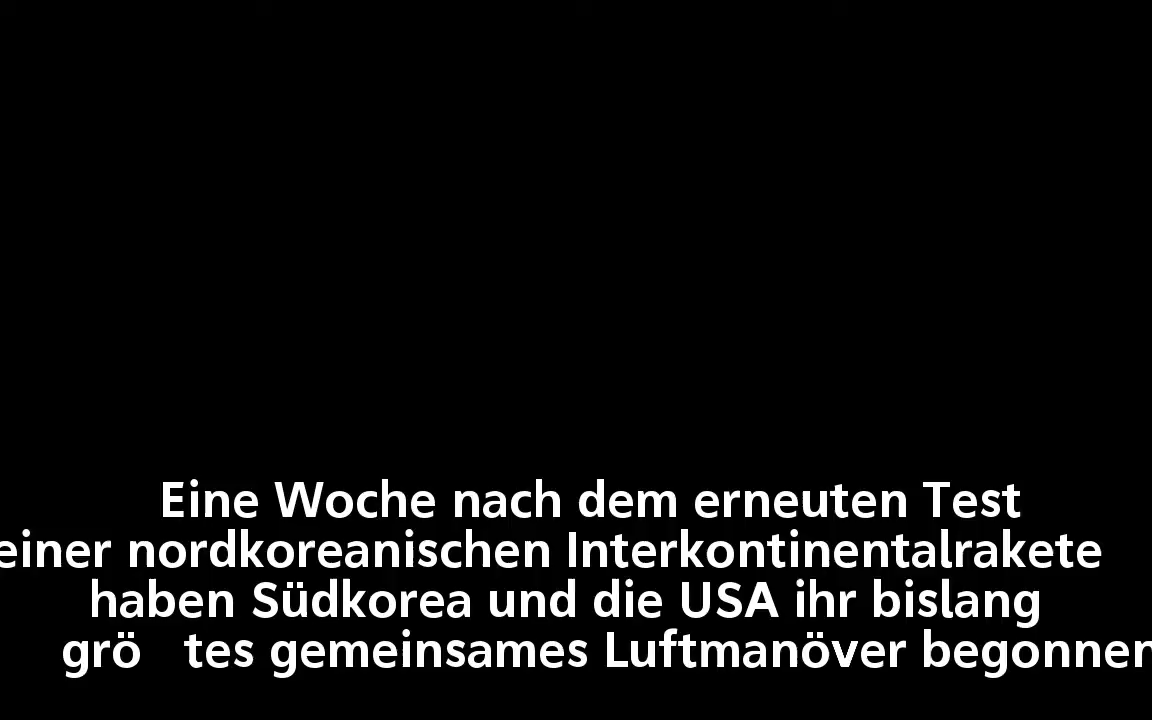 Eine Woche nach dem erneuten Test
einer nordkoreanischen Interkontinentalrakete
haben Südkorea und die USA ihr bislang
grö tes gemeinsames Luftmanöver begonnen